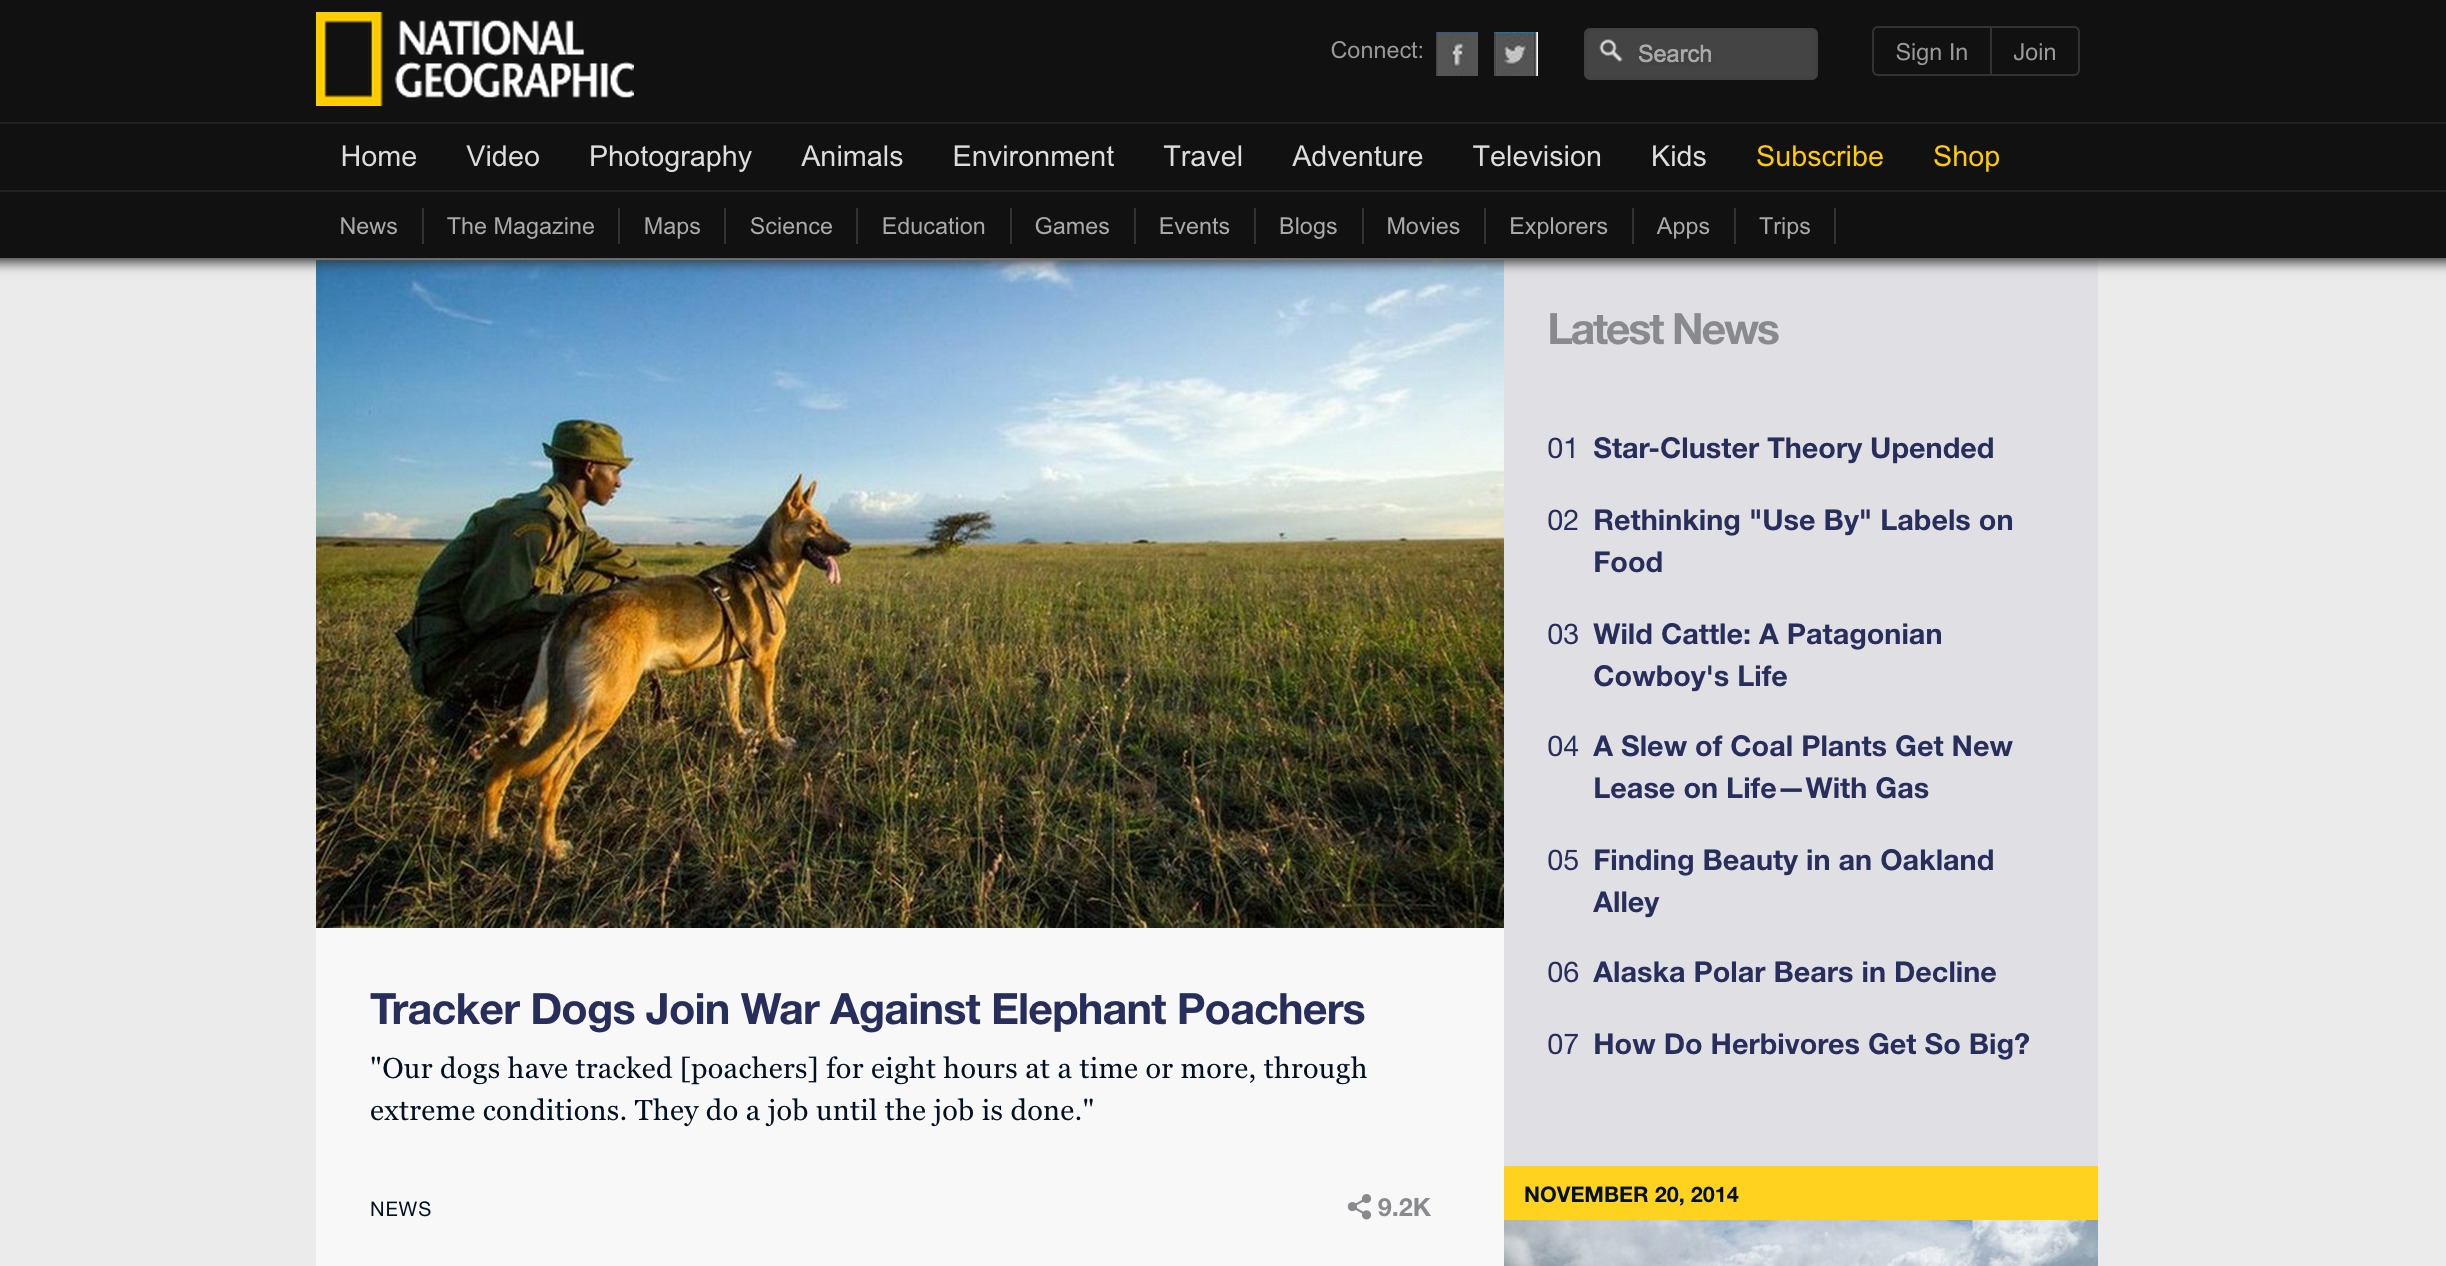 NATIONAL
GEOGRAPHIC
Connect:
Search
Sign In
Join
Home Video Photography Animals Environment Travel Adventure Television Kids Subscribe Shop
News The Magazine Maps Science Education Games Events Blogs Movies Explorers Apps Trips
Tracker Dogs Join War Against Elephant Poachers
"Our dogs have tracked [poachers] for eight hours at a time or more, through
extreme conditions. They do a job until the job is done."
NEWS
9.2K
Latest News
01 Star-Cluster Theory Upended
02 Rethinking "Use By" Labels on
Food
03 Wild Cattle: A Patagonian
Cowboy's Life
04 A Slew of Coal Plants Get New
Lease on Life—With Gas
05 Finding Beauty in an Oakland
Alley
06 Alaska Polar Bears in Decline
07 How Do Herbivores Get So Big?
NOVEMBER 20, 2014